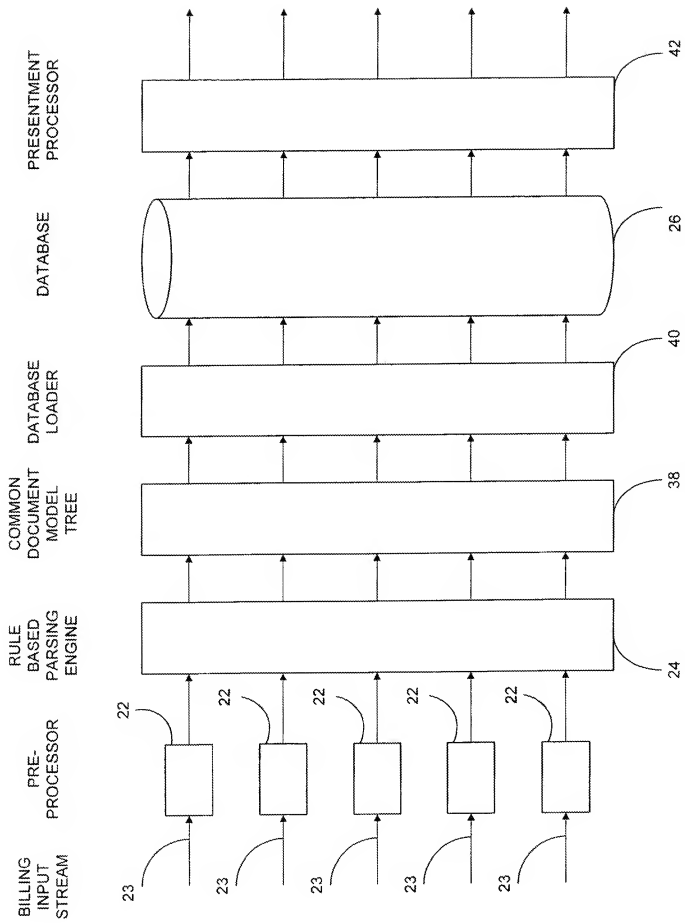 BILLING
INPUT
STREAM
PRE-
PROCESSOR
RULE
BASED
PARSING
ENGINE
COMMON
DOCUMENT
MODEL
TREE
DATABASE
LOADER
DATABASE
PRESENTMENT
PROCESSOR
23
22
23
22
23
22
23
22
23
22
24
38
40
26
42